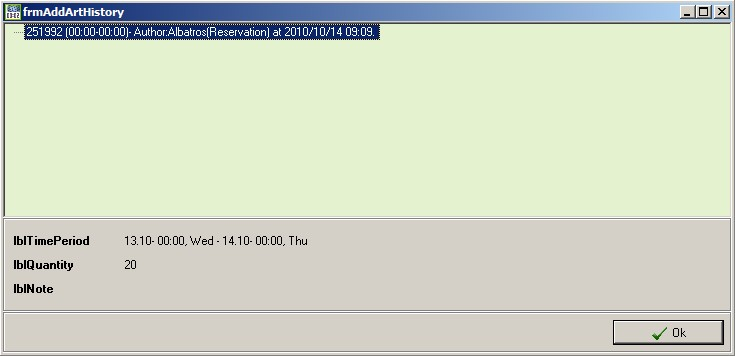 frmAddArtHistory
251992 (00:00-00:00)- Author:Albatros(Reservation) at 2010/10/14 09:09.
lblTimePeriod 13.10- 00:00, Wed - 14.10- 00:00, Thu
lblQuantity 20
lblNote
Ok